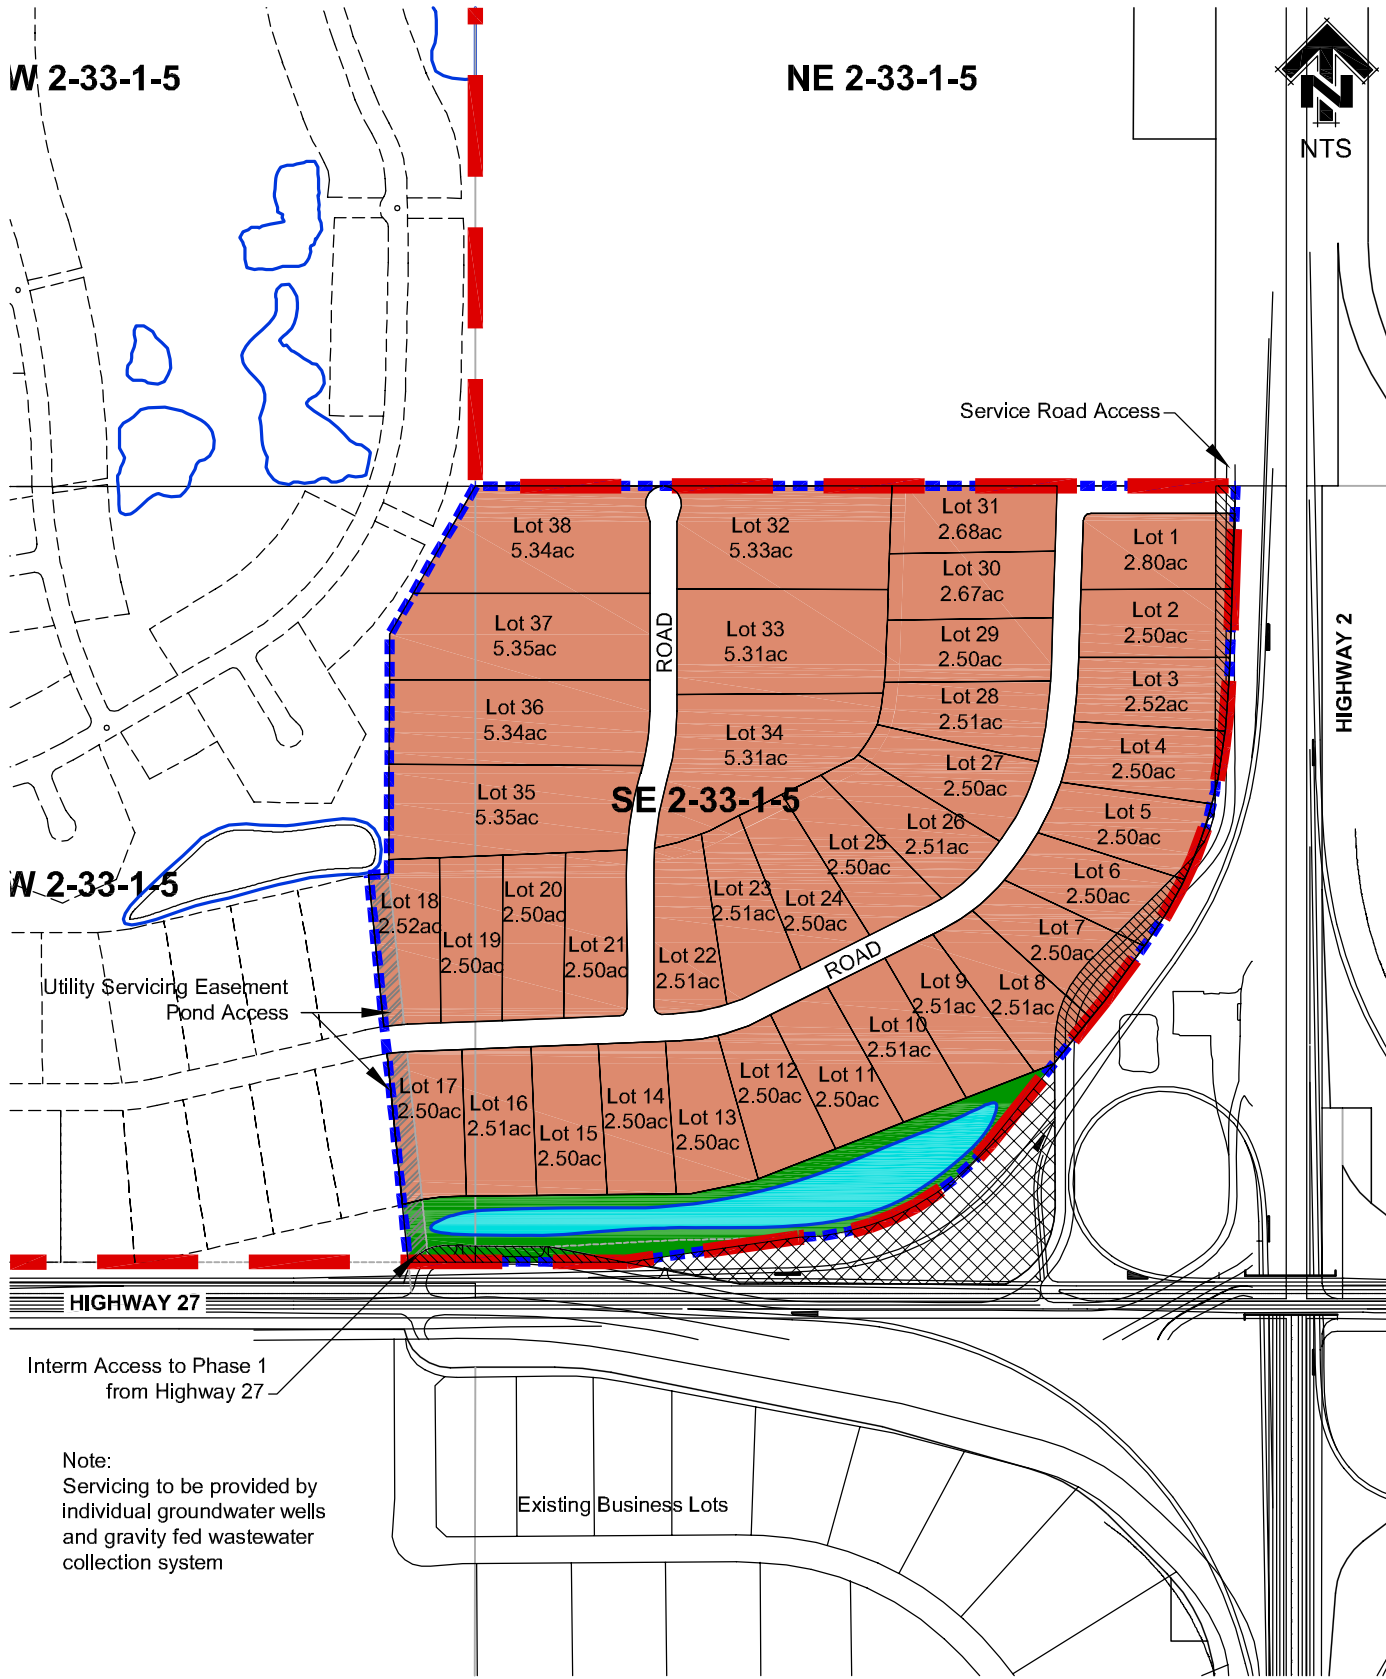 W 2-33-1-5
NE 2-33-1-5
N
NTS
Service Road Access
Lot 38
5.34ac
Lot 32
5.33ac
Lot 31
2.68ac
Lot 1
2.80ac
Lot 30
2.67ac
Lot 37
5.35ac
ROAD
Lot 33
5.31ac
Lot 29
2.50ac
Lot 2
2.50ac
HIGHWAY 2
Lot 36
5.34ac
Lot 34
5.31ac
Lot 28
2.51ac
Lot 3
2.52ac
Lot 27
2.50ac
Lot 4
2.50ac
Lot 35
5.35ac
SE 2-33-1-5
Lot 26
2.51ac
Lot 5
2.50ac
Lot 25
2.50ac
W 2-33-1-5
Lot 18
2.52ac
Lot 20
2.50ac
Lot 23
2.51ac
Lot 24
2.50ac
Lot 6
2.50ac
Lot 19
2.50ac
Lot 21
2.50ac
Lot 22
2.51ac
ROAD
Lot 7
2.50ac
Utility Servicing Easement
Pond Access
Lot 9
2.51ac
Lot 8
2.51ac
Lot 10
2.51ac
Lot 17
2.50ac
Lot 16
2.51ac
Lot 15
2.50ac
Lot 14
2.50ac
Lot 13
2.50ac
Lot 12
2.50ac
Lot 11
2.50ac
HIGHWAY 27
Interm Access to Phase 1
from Highway 27
Note:
Servicing to be provided by
individual groundwater wells
and gravity fed wastewater
collection system
Existing Business Lots